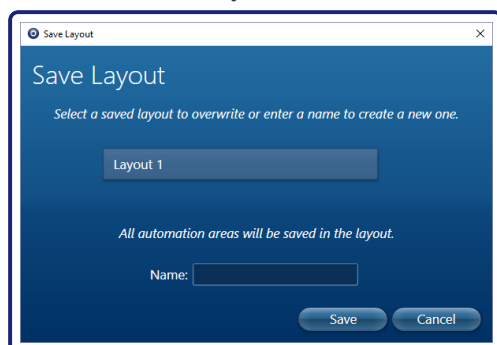 Save Layout
Save Layout
Select a saved layout to overwrite or enter a name to create a new one.
Layout 1
All automation areas will be saved in the layout.
Name:
Save Cancel